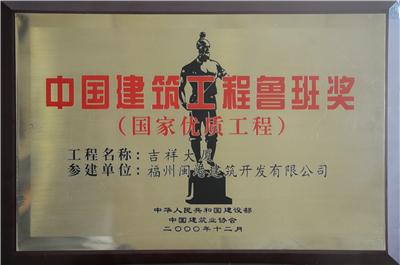 中国建筑工程鲁班奖
（国家优质工程）
工程名称：吉祥大厦
参建单位：福州闽港建筑开发有限公司
中华人民共和国建设部
中国建筑业协会
二〇〇〇年十二月